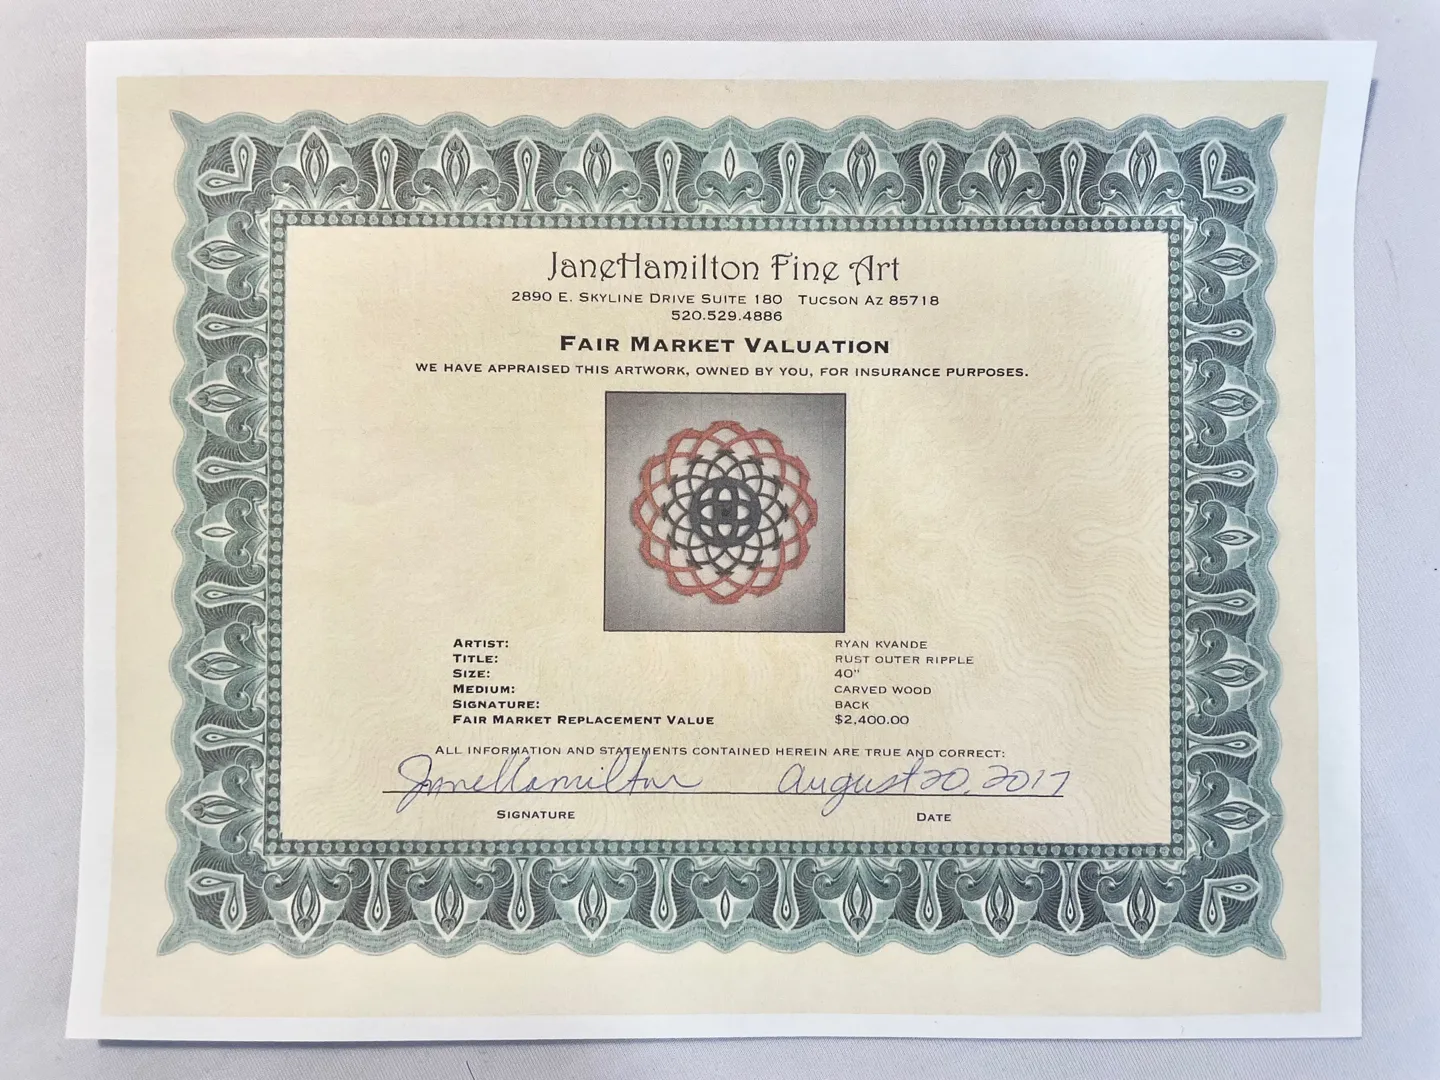 JaneHamilton Fine Art
2890 E. Skyline Drive Suite 180 Tucson Az 85718
520.529.4886
Fair Market Valuation
we have appraised this artwork, owned by you, for insurance purposes.
Artist: Ryan Kvande
Title: Rust Outer Ripple
Size: 40"
Medium: Carved Wood
Signature: Back
Fair Market Replacement Value $2,400.00
All information and statements contained herein are true and correct:
Jane Hamilton August 20, 2017
Signature Date